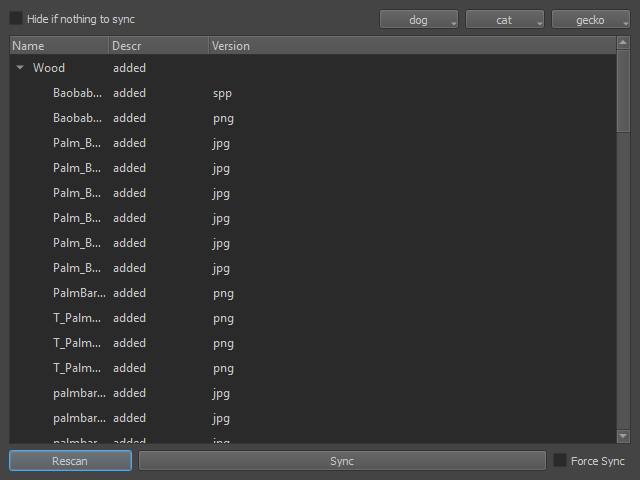 Hide if nothing to sync dog cat gecko
Name Descr Version
Wood added
Baobab... added spp
Baobab... added png
Palm_B... added jpg
Palm_B... added jpg
Palm_B... added jpg
Palm_B... added jpg
Palm_B... added jpg
Palm_B... added jpg
PalmBar... added png
T_Palm... added png
T_Palm... added png
T_Palm... added png
palmbar... added jpg
palmbar... added jpg
palmbar... added jpg
Rescan Sync Force Sync